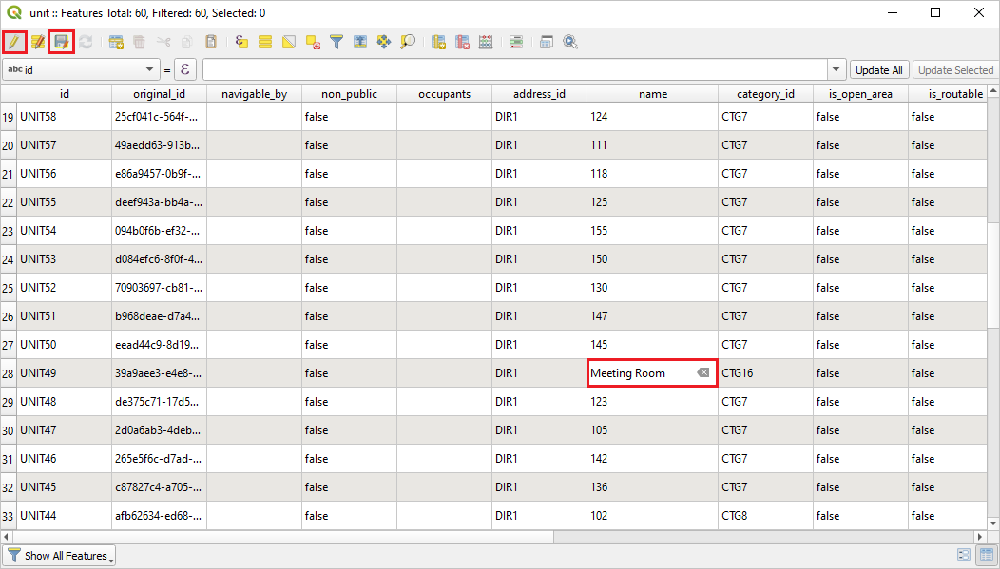 unit :: Features Total: 60, Filtered: 60, Selected: 0
abc id = ε Update All Update Selected
id original_id navigable_by non_public occupants address_id name category_id is_open_area is_routable
19 UNIT58 25cf041c-564f-... false DIR1 124 CTG7 false false
20 UNIT57 49aedd63-913b... false DIR1 111 CTG7 false false
21 UNIT56 e86a9457-0b9f-... false DIR1 118 CTG7 false false
22 UNIT55 deef943a-bb4a-... false DIR1 125 CTG7 false false
23 UNIT54 094b0f6b-ef32-... false DIR1 155 CTG7 false false
24 UNIT53 d084efc6-8f0f-4... false DIR1 150 CTG7 false false
25 UNIT52 70903697-cb81-... false DIR1 130 CTG7 false false
26 UNIT51 b968deae-d7a4... false DIR1 147 CTG7 false false
27 UNIT50 eead44c9-8d19... false DIR1 145 CTG7 false false
28 UNIT49 39a9aee3-e4e8-... false DIR1 Meeting Room CTG16 false false
29 UNIT48 de375c71-17d5... false DIR1 123 CTG7 false false
30 UNIT47 2d0a6ab3-4deb... false DIR1 105 CTG7 false false
31 UNIT46 265e5f6c-d7ad-... false DIR1 142 CTG7 false false
32 UNIT45 c87827c4-a705-... false DIR1 136 CTG7 false false
33 UNIT44 afb62634-ed68-... false DIR1 102 CTG8 false false
Show All Features